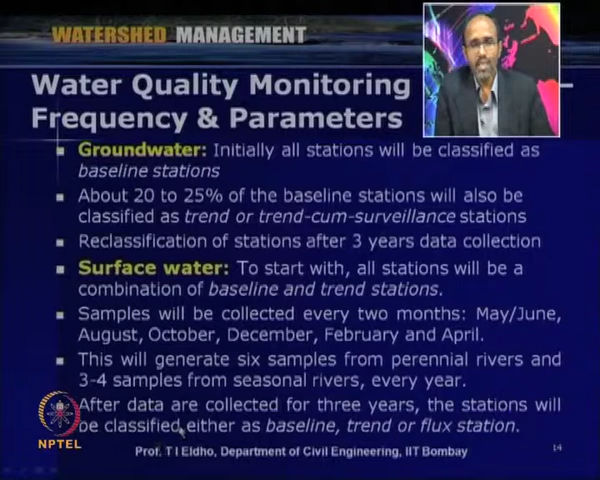 WATERSHED MANAGEMENT
Water Quality Monitoring
Frequency & Parameters
Groundwater: Initially all stations will be classified as
baseline stations
About 20 to 25% of the baseline stations will also be
classified as trend or trend-cum-surveillance stations
Reclassification of stations after 3 years data collection
Surface water: To start with, all stations will be a
combination of baseline and trend stations.
Samples will be collected every two months: May/June,
August, October, December, February and April.
This will generate six samples from perennial rivers and
3-4 samples from seasonal rivers, every year.
After data are collected for three years, the stations will
be classified either as baseline, trend or flux station.
NPTEL
Prof. T I Eldho, Department of Civil Engineering, IIT Bombay
14